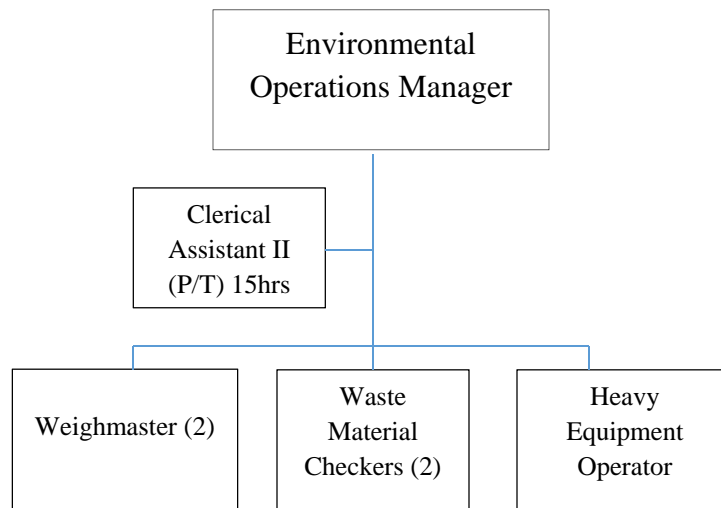 Environmental
Operations Manager
Clerical
Assistant II
(P/T) 15hrs
Weighmaster (2)
Waste
Material
Checkers (2)
Heavy
Equipment
Operator